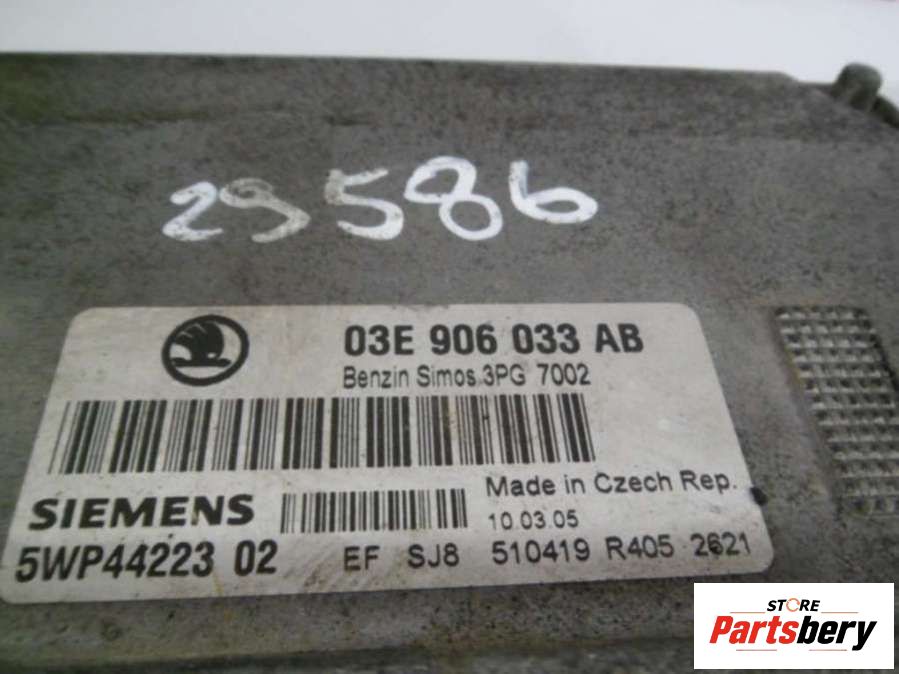 29586
03E 906 033 AB
Benzin Simos 3PG 7002
Made in Czech Rep.
SIEMENS
10.03.05
5WP44223 02 EF SJ8 510419 R405 2621
STORE
Partsbery